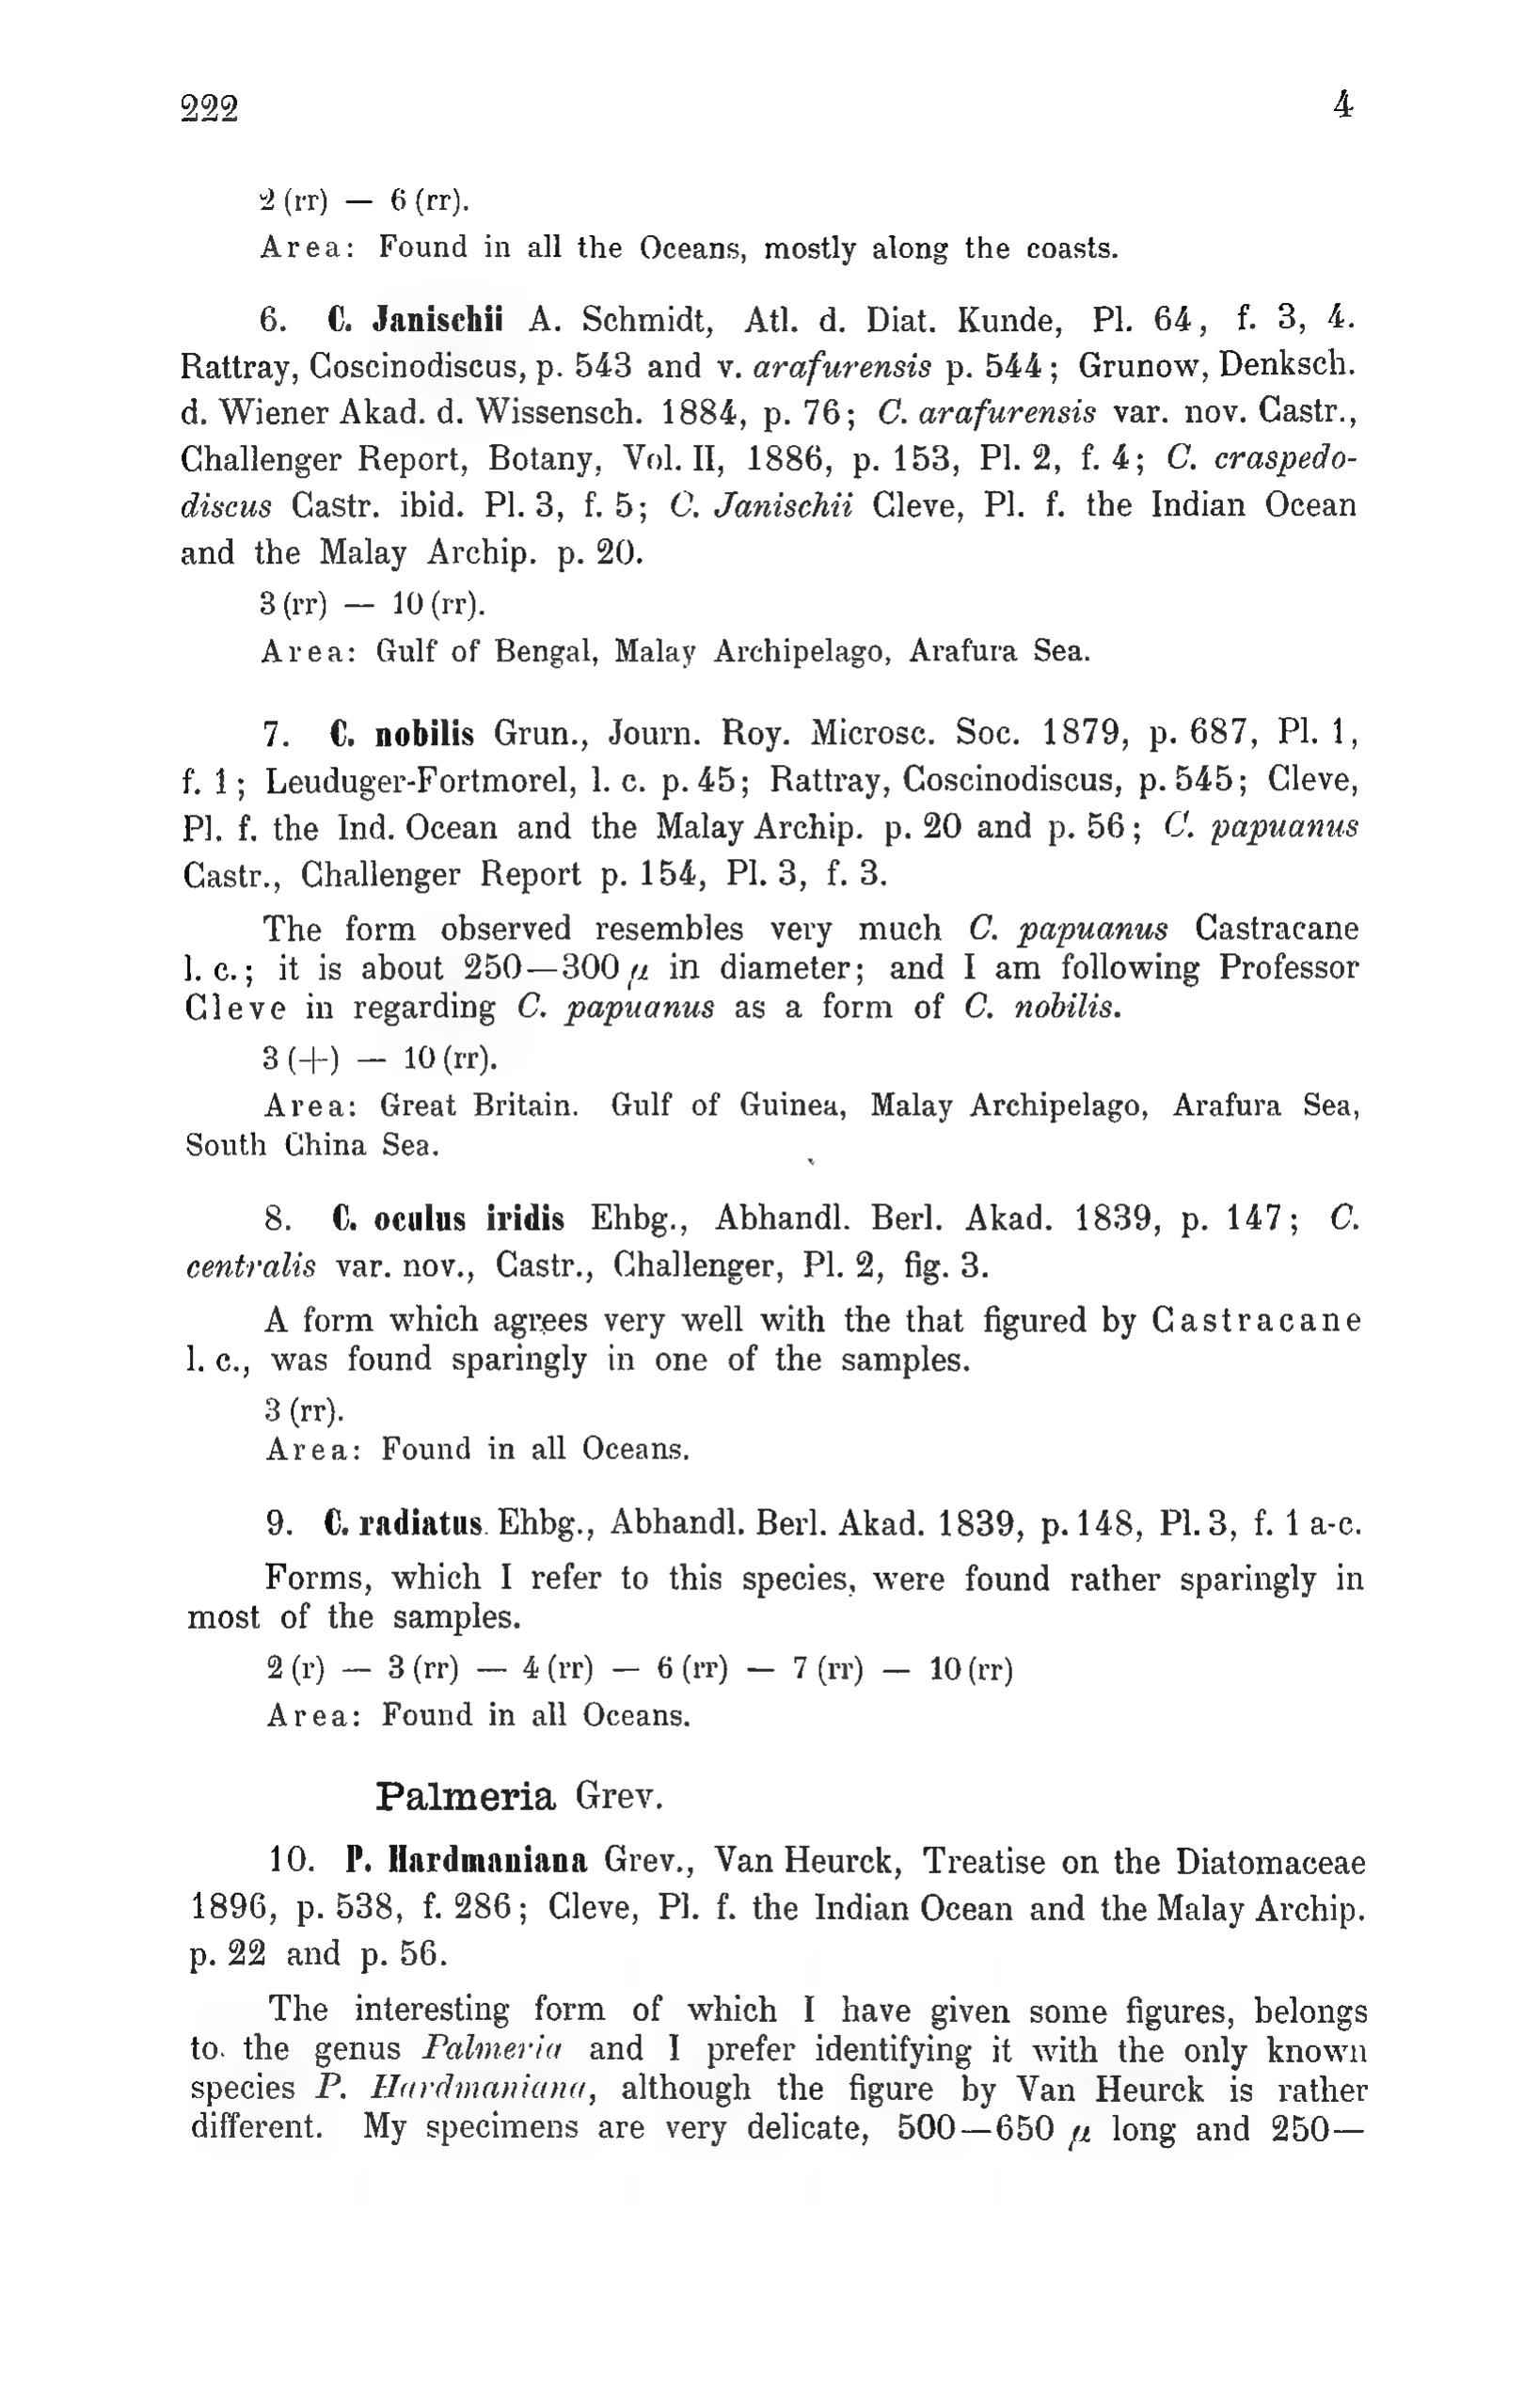 222 4
2 (rr) — 6 (rr).
Area: Found in all the Oceans, mostly along the coasts.
6. C. Janischii A. Schmidt, Atl. d. Diat. Kunde, Pl. 64, f. 3, 4.
Rattray, Coscinodiscus, p. 543 and v. arafurensis p. 544; Grunow, Denksch.
d. Wiener Akad. d. Wissensch. 1884, p. 76; C. arafurensis var. nov. Castr.,
Challenger Report, Botany, Vol. II, 1886, p. 153, Pl. 2, f. 4; C. craspedo-
discus Castr. ibid. Pl. 3, f. 5; C. Janischii Cleve, Pl. f. the Indian Ocean
and the Malay Archip. p. 20.
3 (rr) — 10 (rr).
Area: Gulf of Bengal, Malay Archipelago, Arafura Sea.
7. C. nobilis Grun., Journ. Roy. Microsc. Soc. 1879, p. 687, Pl. 1,
f. 1; Leuduger-Fortmorel, l. c. p. 45; Rattray, Coscinodiscus, p. 545; Cleve,
Pl. f. the Ind. Ocean and the Malay Archip. p. 20 and p. 56; C. papuanus
Castr., Challenger Report p. 154, Pl. 3, f. 3.
The form observed resembles very much C. papuanus Castracane
l. c.; it is about 250—300 μ in diameter; and I am following Professor
Cleve in regarding C. papuanus as a form of C. nobilis.
3 (+) — 10 (rr).
Area: Great Britain. Gulf of Guinea, Malay Archipelago, Arafura Sea,
South China Sea.
8. C. oculus iridis Ehbg., Abhandl. Berl. Akad. 1839, p. 147; C.
centralis var. nov., Castr., Challenger, Pl. 2, fig. 3.
A form which agrees very well with the that figured by Castracane
l. c., was found sparingly in one of the samples.
3 (rr).
Area: Found in all Oceans.
9. C. radiatus Ehbg., Abhandl. Berl. Akad. 1839, p. 148, Pl. 3, f. 1 a-c.
Forms, which I refer to this species, were found rather sparingly in
most of the samples.
2 (r) — 3 (rr) — 4 (rr) — 6 (rr) — 7 (rr) — 10 (rr)
Area: Found in all Oceans.
Palmeria Grev.
10. P. Hardmaniana Grev., Van Heurck, Treatise on the Diatomaceae
1896, p. 538, f. 286; Cleve, Pl. f. the Indian Ocean and the Malay Archip.
p. 22 and p. 56.
The interesting form of which I have given some figures, belongs
to the genus Palmeria and I prefer identifying it with the only known
species P. Hardmaniana, although the figure by Van Heurck is rather
different. My specimens are very delicate, 500—650 μ long and 250—